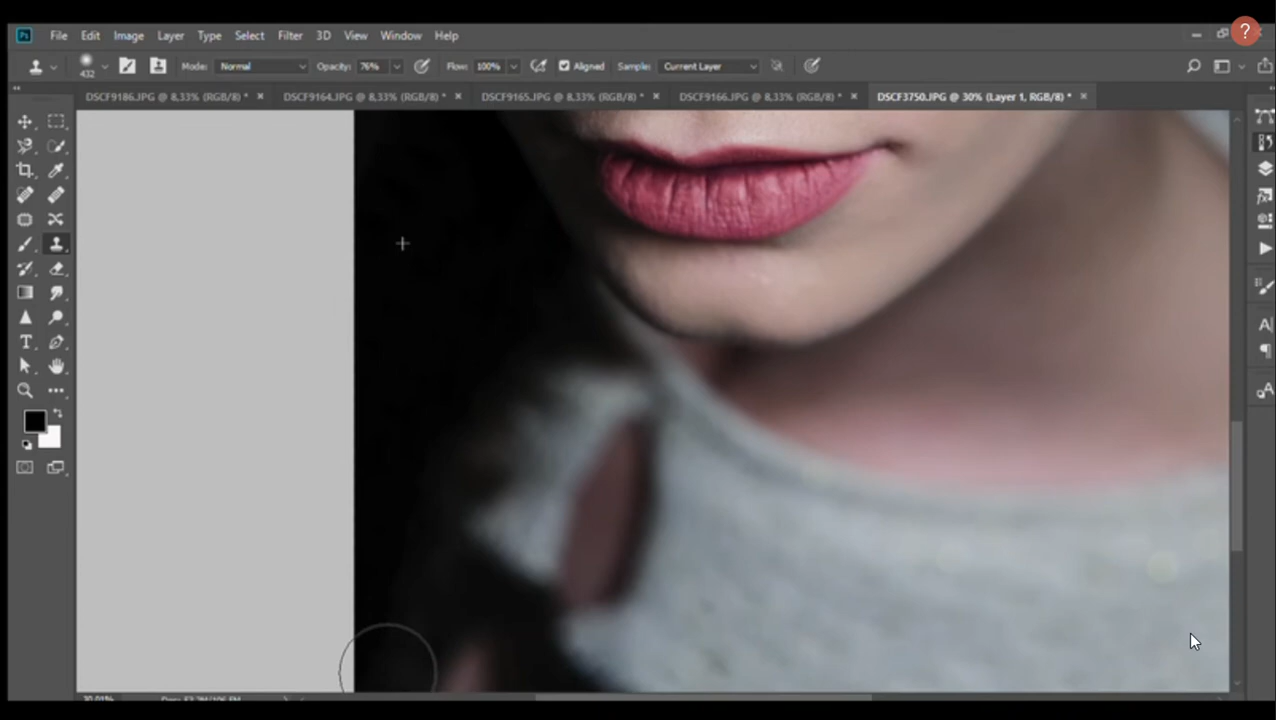 Ps File Edit Image Layer Type Select Filter 3D View Window Help ?
432 Mode: Normal Opacity: 76% Flow: 100% Aligned Sample: Current Layer
DSCF9186.JPG @ 8,33% (RGB/8) * DSCF9164.JPG @ 8,33% (RGB/8) * DSCF9165.JPG @ 8,33% (RGB/8) * DSCF9166.JPG @ 8,33% (RGB/8) * DSCF3750.JPG @ 30% (Layer 1, RGB/8) *